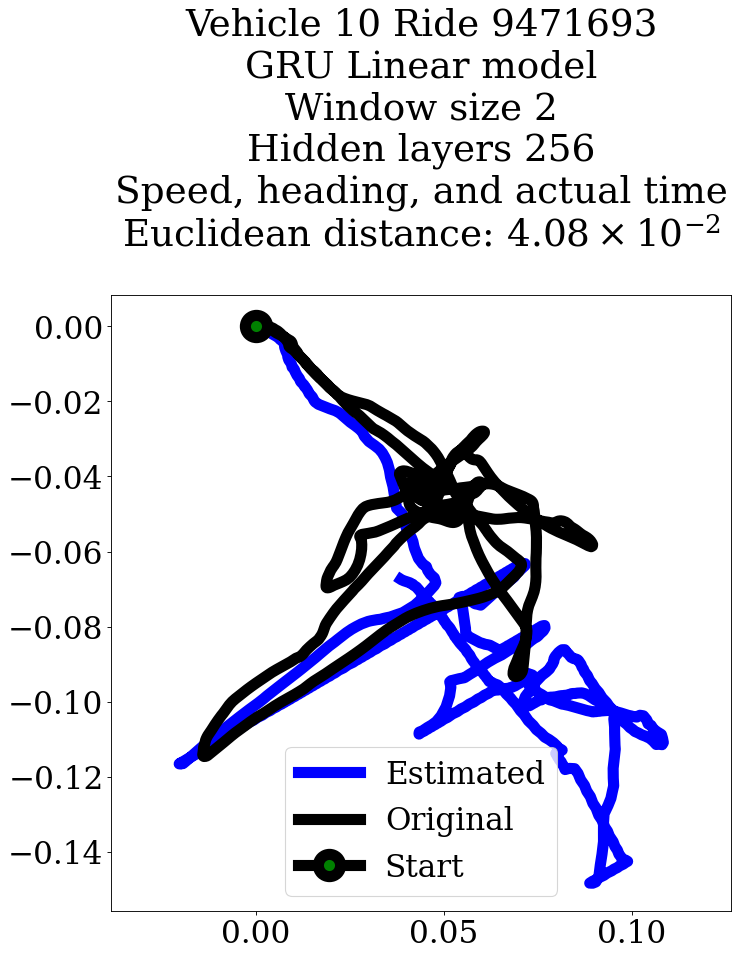 Vehicle 10 Ride 9471693
GRU Linear model
Window size 2
Hidden layers 256
Speed, heading, and actual time
Euclidean distance: 4.08 × 10⁻²
0.00
−0.02
−0.04
−0.06
−0.08
−0.10
−0.12
−0.14
Estimated
Original
Start
0.00 0.05 0.10